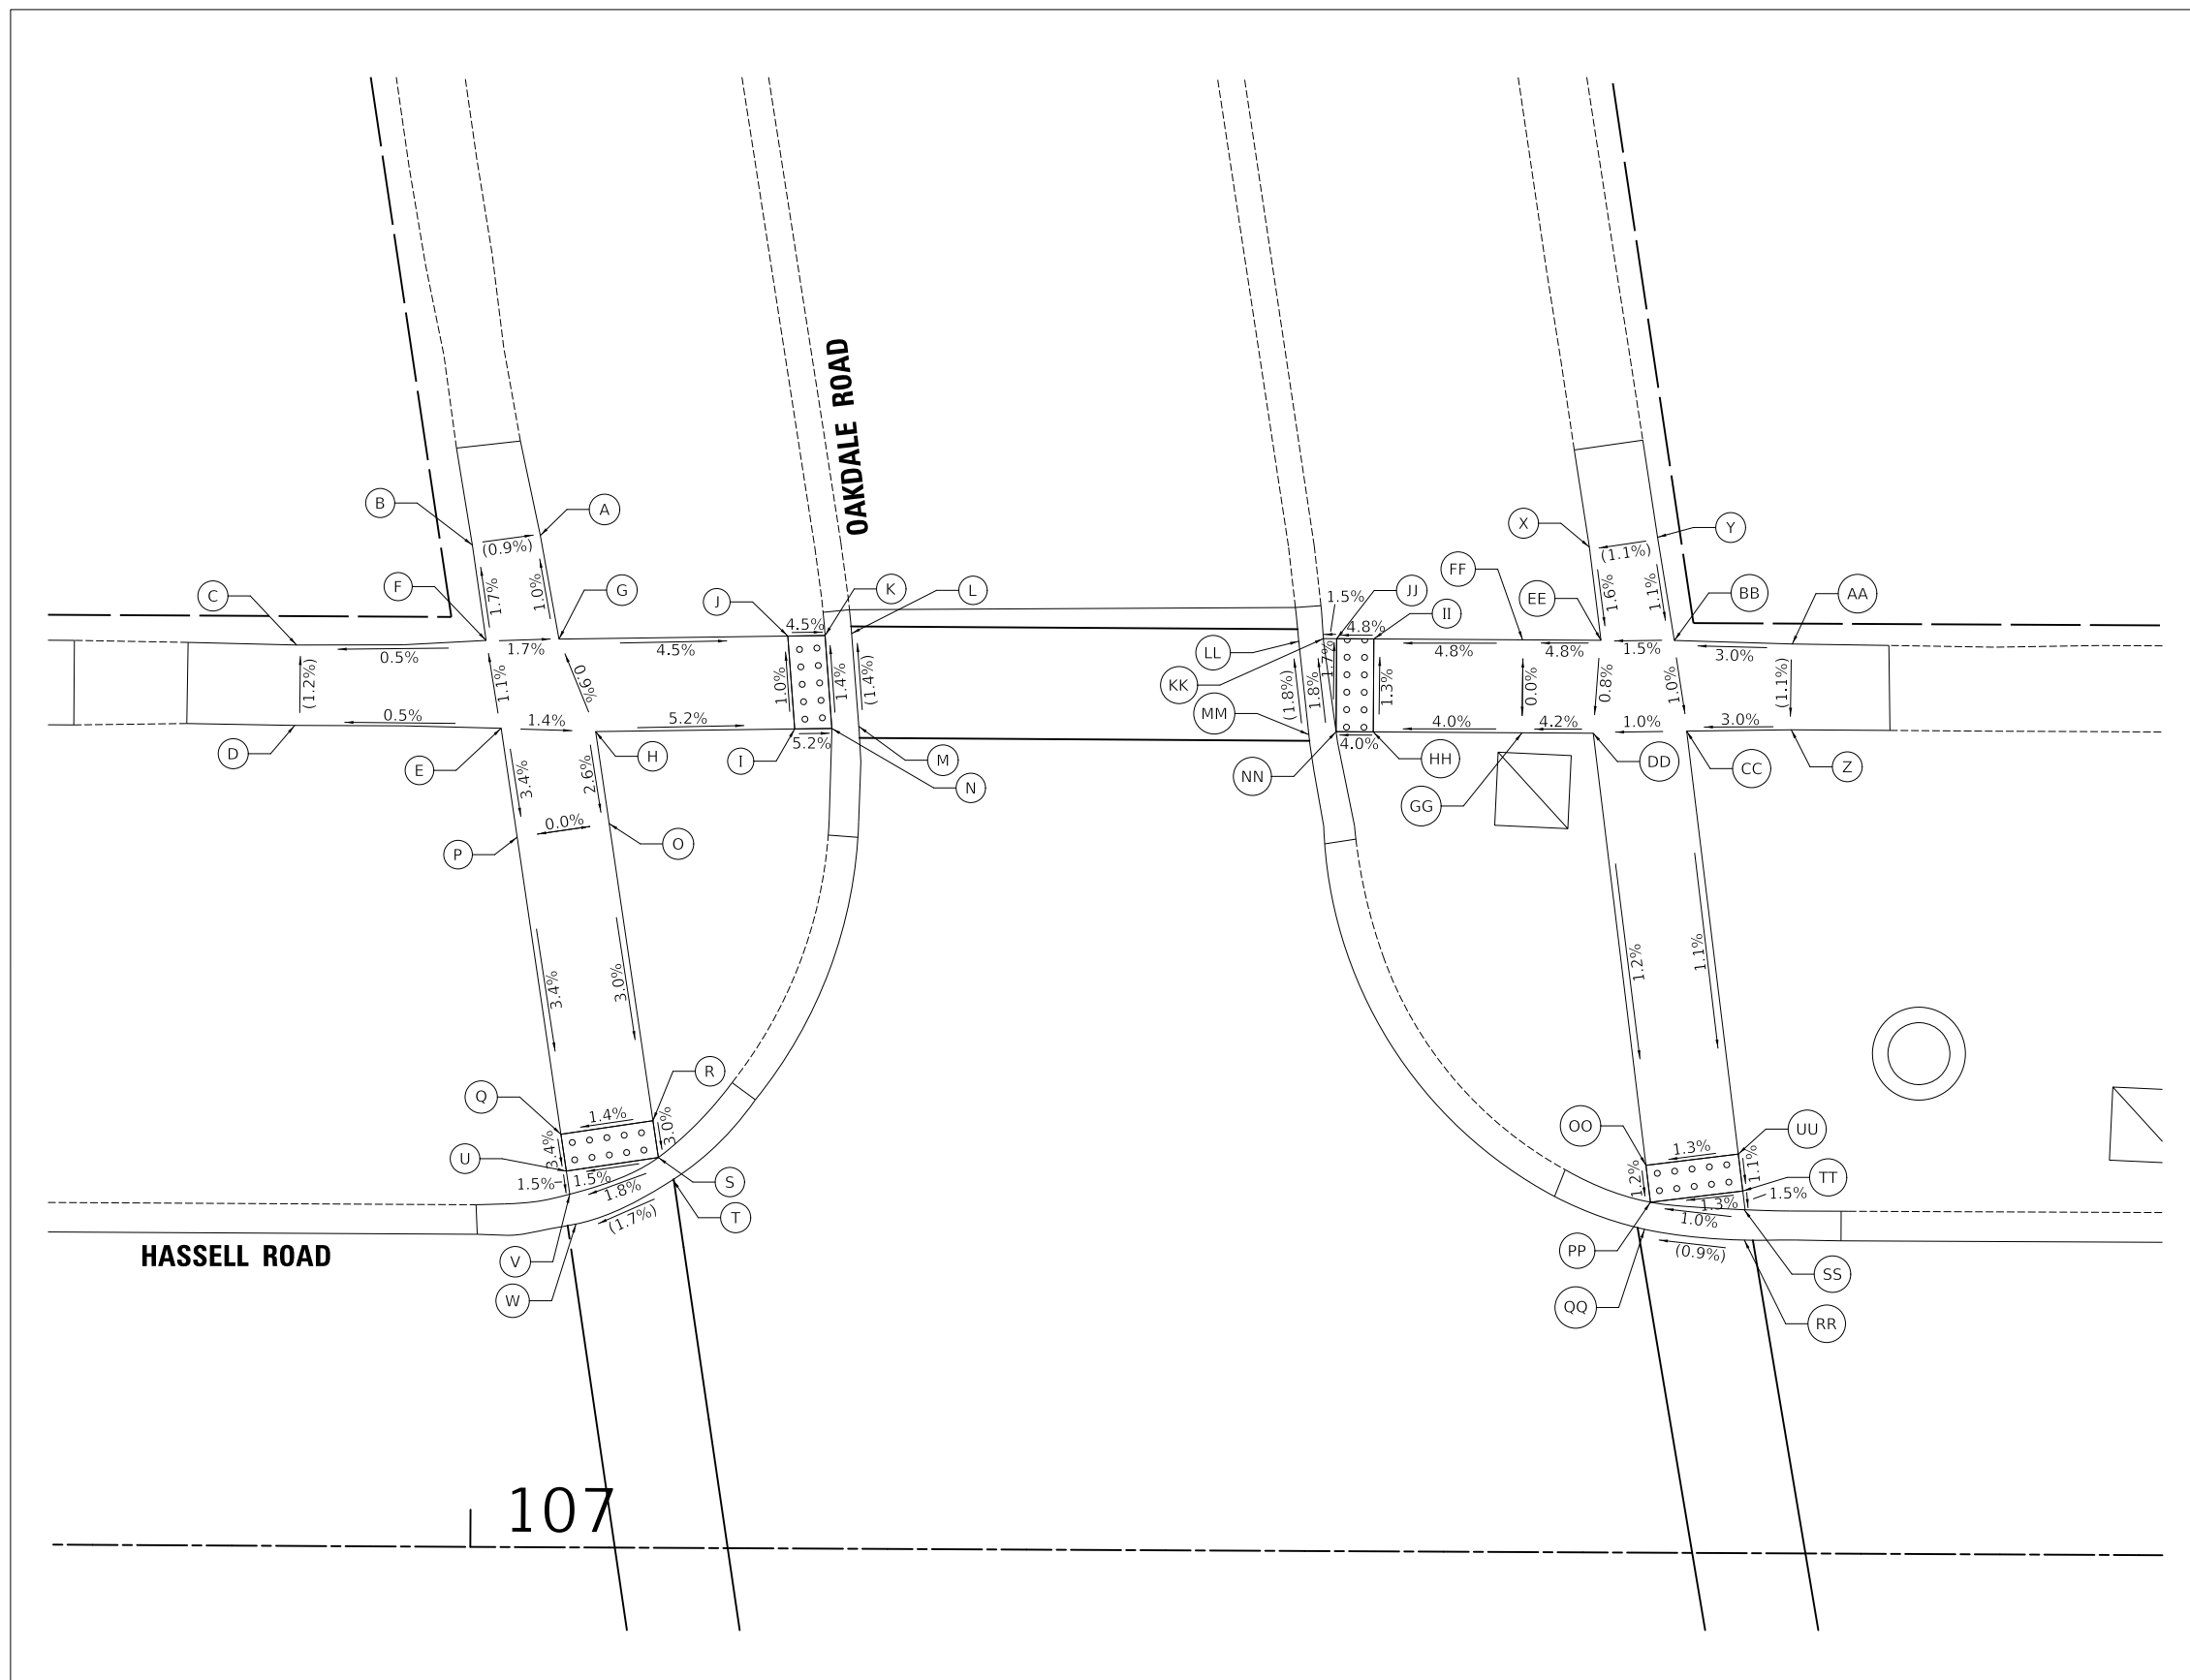 OAKDALE ROAD
B
A
(0.9%)
X
Y
(1.1%)
F
1.7%
1.0%
G
C
J
K
L
FF
EE
1.6%
1.1%
BB
AA
1.5%
JJ
II
4.5%
4.8%
0.5%
1.7%
4.5%
4.8%
4.8%
1.5%
3.0%
(1.2%)
1.1%
0.9%
1.0%
1.4%
(1.4%)
LL
KK
MM
(1.8%)
1.8%
1.7%
1.3%
0.0%
0.8%
1.0%
(1.1%)
0.5%
1.4%
5.2%
5.2%
4.0%
4.0%
4.2%
1.0%
3.0%
D
E
H
I
M
N
NN
HH
GG
DD
CC
Z
3.4%
2.6%
0.0%
P
O
3.4%
3.0%
1.2%
1.1%
Q
R
1.4%
3.4%
3.0%
U
1.5%
1.5%
1.8%
S
(1.7%)
T
V
W
OO
UU
1.3%
1.2%
1.1%
TT
1.5%
1.3%
1.0%
(0.9%)
PP
SS
QQ
RR
HASSELL ROAD
107